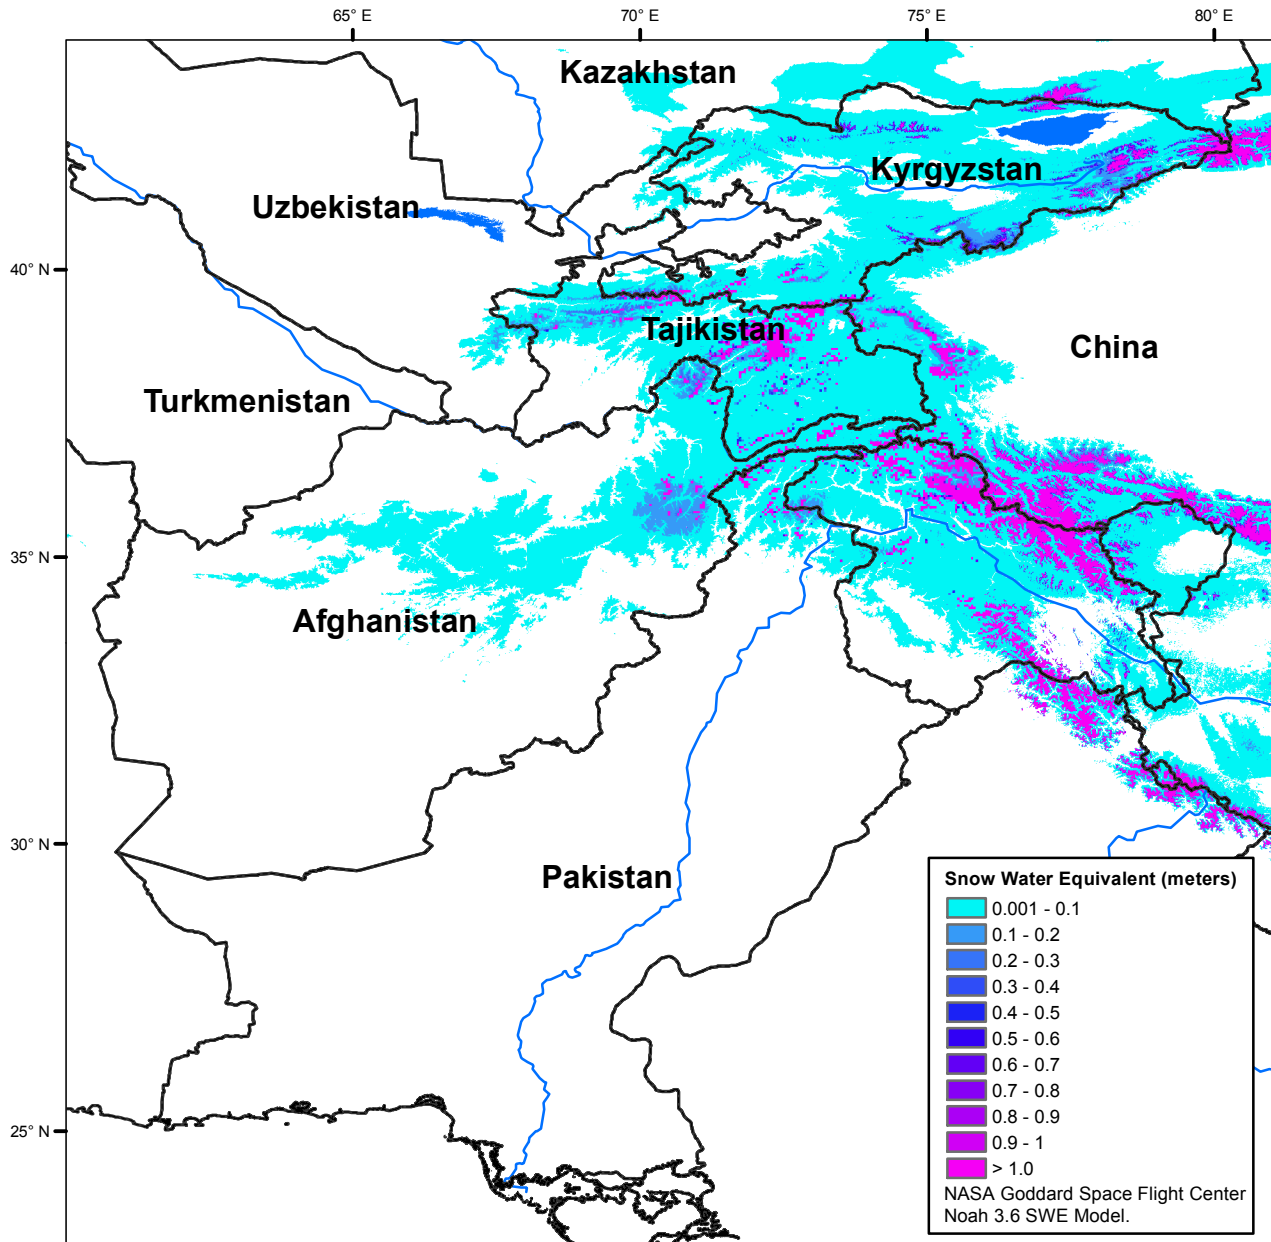 65° E
70° E
75° E
80° E
Kazakhstan
Kyrgyzstan
Uzbekistan
40° N
Tajikistan
China
Turkmenistan
35° N
Afghanistan
30° N
Pakistan
25° N
Snow Water Equivalent (meters)
0.001 - 0.1
0.1 - 0.2
0.2 - 0.3
0.3 - 0.4
0.4 - 0.5
0.5 - 0.6
0.6 - 0.7
0.7 - 0.8
0.8 - 0.9
0.9 - 1
> 1.0
NASA Goddard Space Flight Center
Noah 3.6 SWE Model.